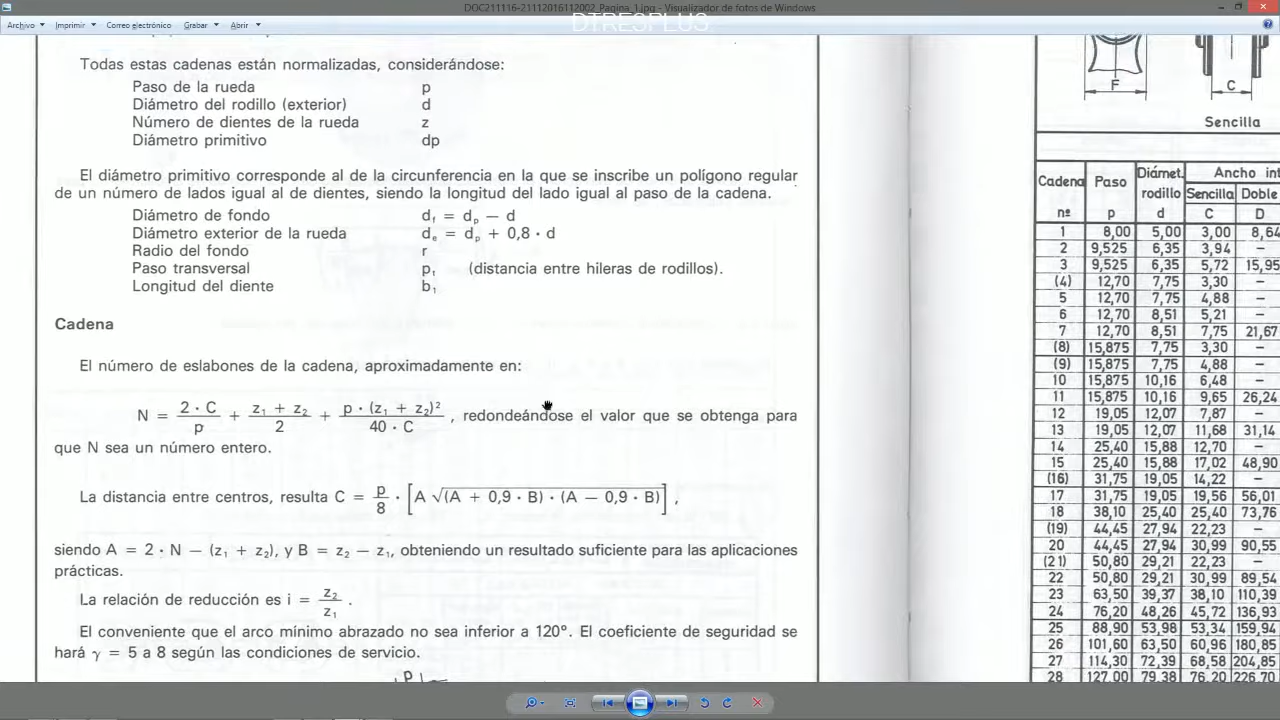 DOC211116-21112016112002_Pagina_1.jpg - Visualizador de fotos de Windows
DTRESPLUS
Archivo Imprimir Correo electrónico Grabar Abrir
Todas estas cadenas están normalizadas, considerándose:
Paso de la rueda p
Diámetro del rodillo (exterior) d
Número de dientes de la rueda z
Diámetro primitivo dp
El diámetro primitivo corresponde al de la circunferencia en la que se inscribe un polígono regular
de un número de lados igual al de dientes, siendo la longitud del lado igual al paso de la cadena.
Diámetro de fondo d_f = d_p − d
Diámetro exterior de la rueda d_e = d_p + 0,8 · d
Radio del fondo r
Paso transversal p₁ (distancia entre hileras de rodillos).
Longitud del diente b₁
Cadena
El número de eslabones de la cadena, aproximadamente en:
N = 2 · C / p + z₁ + z₂ / 2 + p · (z₁ + z₂)² / 40 · C , redondeándose el valor que se obtenga para
que N sea un número entero.
La distancia entre centros, resulta C = p / 8 · [A √(A + 0,9 · B) · (A − 0,9 · B)] ,
siendo A = 2 · N − (z₁ + z₂), y B = z₂ − z₁, obteniendo un resultado suficiente para las aplicaciones
prácticas.
La relación de reducción es i = z₂ / z₁ .
El conveniente que el arco mínimo abrazado no sea inferior a 120°. El coeficiente de seguridad se
hará γ = 5 a 8 según las condiciones de servicio.
p
F C
Sencilla
Cadena Paso Diámet. Ancho int
rodillo Sencilla Doble
nº p d C D
1 8,00 5,00 3,00 8,64
2 9,525 6,35 3,94 –
3 9,525 6,35 5,72 15,95
(4) 12,70 7,75 3,30 –
5 12,70 7,75 4,88 –
6 12,70 8,51 5,21 –
7 12,70 8,51 7,75 21,67
(8) 15,875 7,75 3,30 –
(9) 15,875 7,75 4,88 –
10 15,875 10,16 6,48 –
11 15,875 10,16 9,65 26,24
12 19,05 12,07 7,87 –
13 19,05 12,07 11,68 31,14
14 25,40 15,88 12,70 –
15 25,40 15,88 17,02 48,90
(16) 31,75 19,05 14,22 –
17 31,75 19,05 19,56 56,01
18 38,10 25,40 25,40 73,76
(19) 44,45 27,94 22,23 –
20 44,45 27,94 30,99 90,55
(21) 50,80 29,21 22,23 –
22 50,80 29,21 30,99 89,54
23 63,50 39,37 38,10 110,39
24 76,20 48,26 45,72 136,93
25 88,90 53,98 53,34 159,94
26 101,60 63,50 60,96 180,85
27 114,30 72,39 68,58 204,85
28 127,00 79,38 76,20 227,00